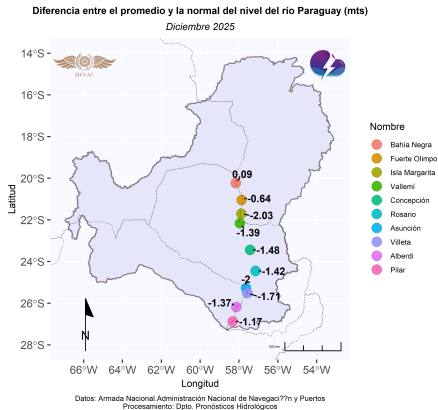 Diferencia entre el promedio y la normal del nivel del río Paraguay (mts)
Diciembre 2025
DINAC
14°S
16°S
18°S
20°S
22°S
24°S
26°S
28°S
Latitud
0.09
-0.64
-2.03
-1.39
-1.48
-1.42
-2
-1.71
-1.37
-1.17
N
66°W 64°W 62°W 60°W 58°W 56°W 54°W
Longitud
Nombre
Bahía Negra
Fuerte Olimpo
Isla Margarita
Vallemí
Concepción
Rosario
Asunción
Villeta
Alberdi
Pilar
Datos: Armada Nacional.Administración Nacional de Navegaci??n y Puertos
Procesamiento: Dpto. Pronósticos Hidrológicos